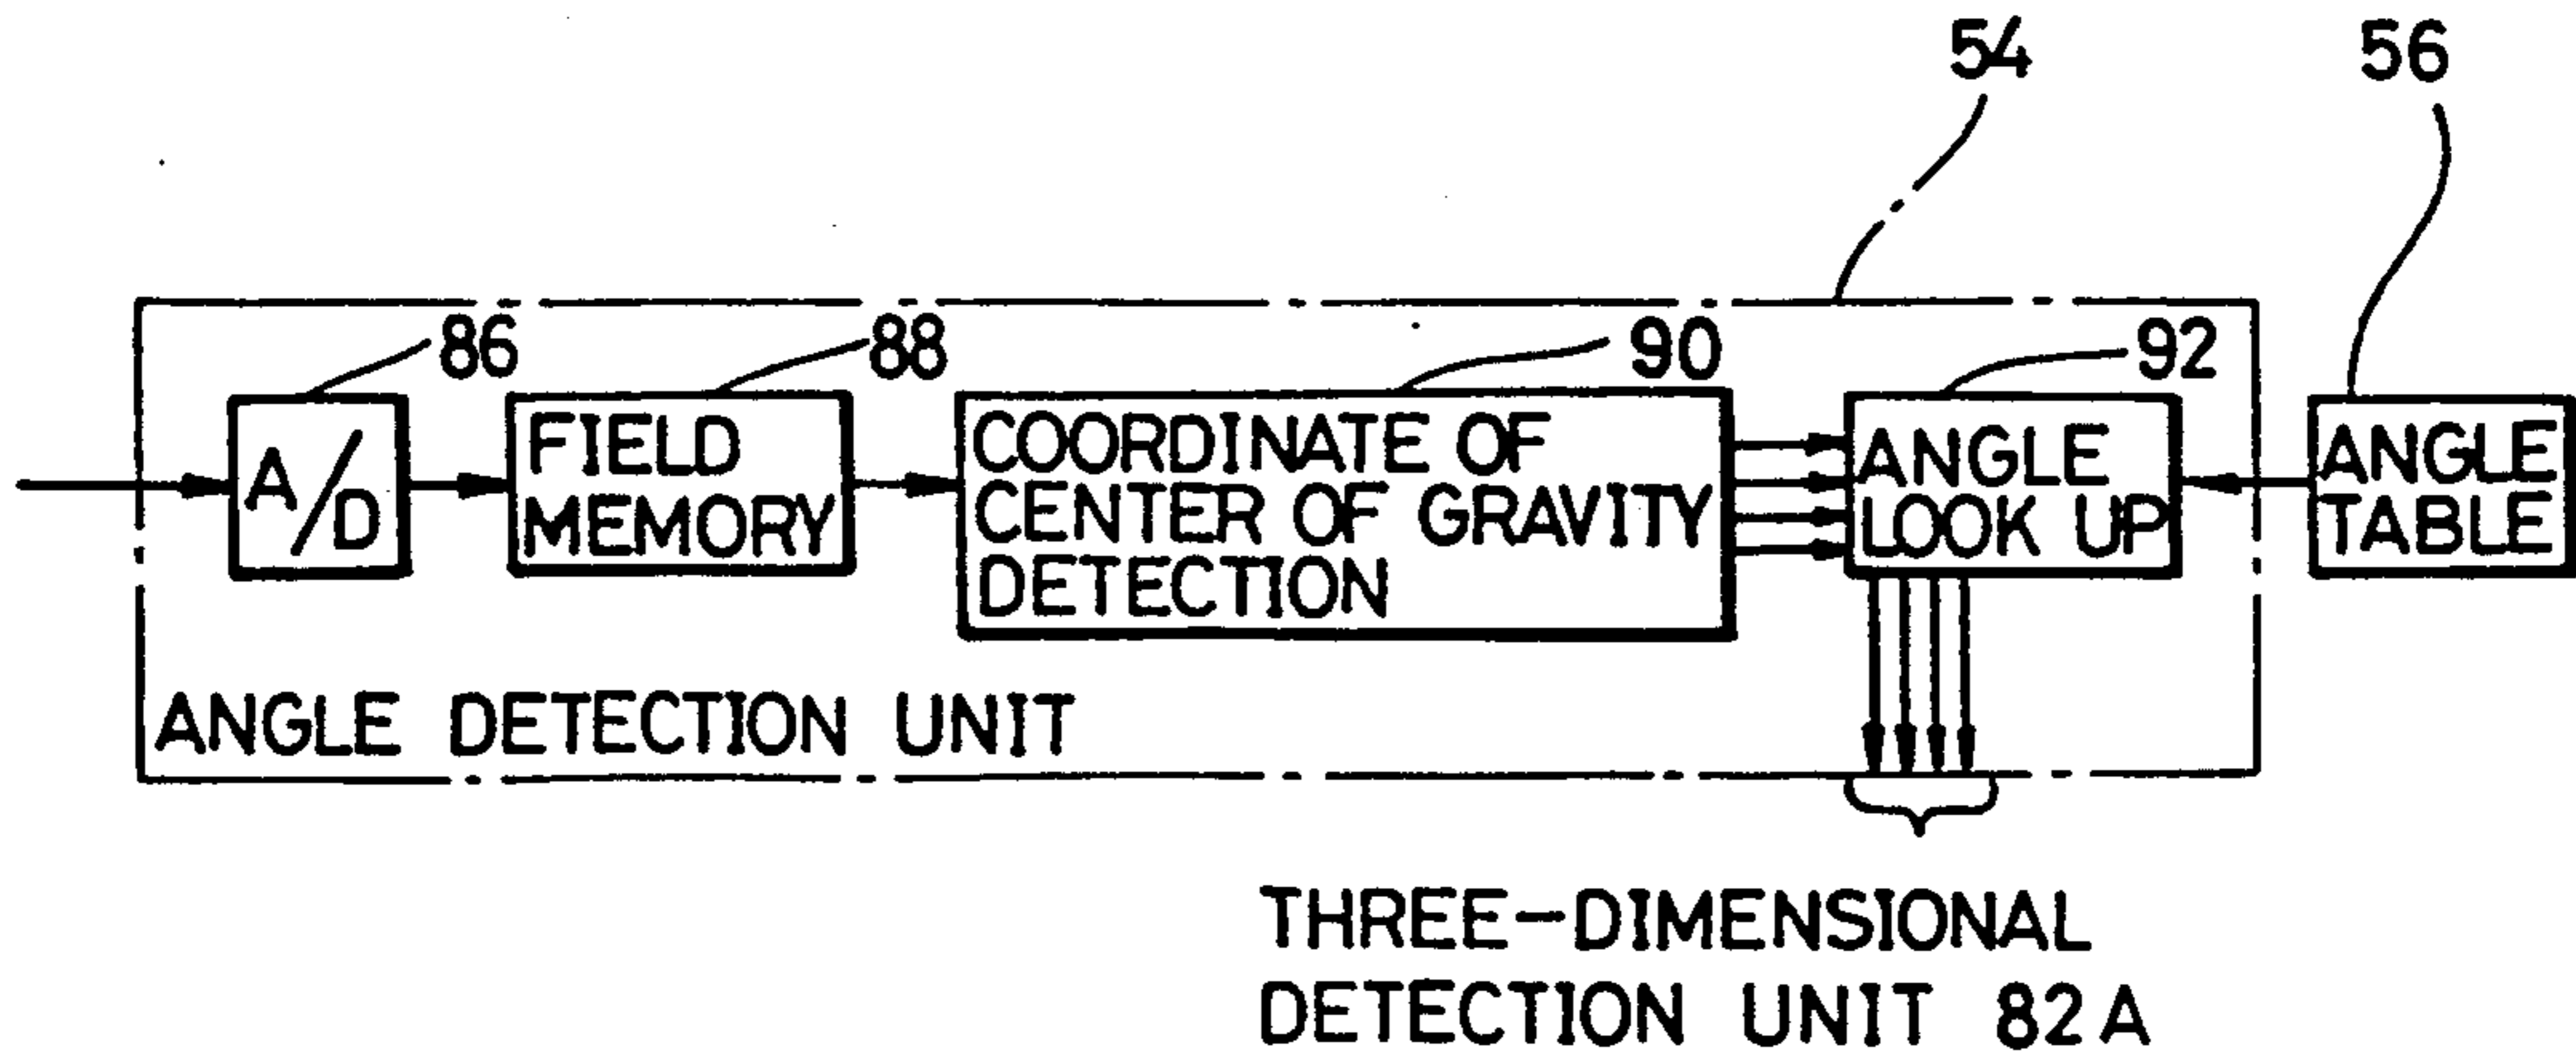 54
56
86
88
90
92
A/D
FIELD
MEMORY
COORDINATE OF
CENTER OF GRAVITY
DETECTION
ANGLE
LOOK UP
ANGLE
TABLE
ANGLE DETECTION UNIT
THREE-DIMENSIONAL
DETECTION UNIT 82A